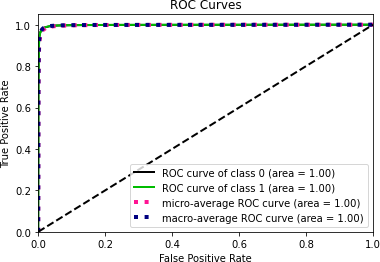 ROC Curves
True Positive Rate
1.0
0.8
0.6
0.4
0.2
0.0
ROC curve of class 0 (area = 1.00)
ROC curve of class 1 (area = 1.00)
micro-average ROC curve (area = 1.00)
macro-average ROC curve (area = 1.00)
0.0 0.2 0.4 0.6 0.8 1.0
False Positive Rate